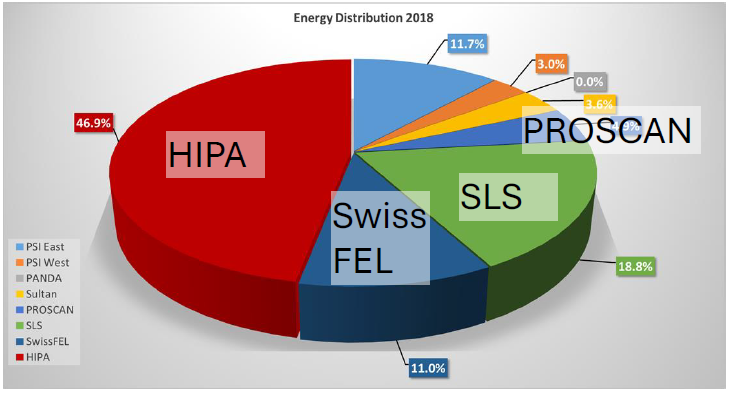 Energy Distribution 2018
11.7%
3.0%
0.0%
3.6%
PROSCAN
46.9%
HIPA
SLS
Swiss
FEL
18.8%
11.0%
PSI East
PSI West
PANDA
Sultan
PROSCAN
SLS
SwissFEL
HIPA